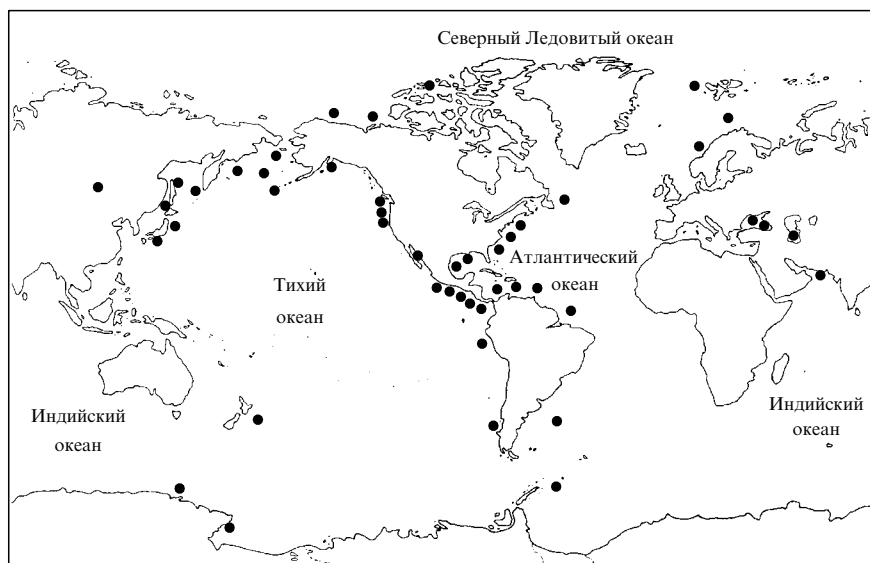 Северный Ледовитый океан
Атлантический
океан
Тихий
океан
Индийский
океан
Индийский
океан